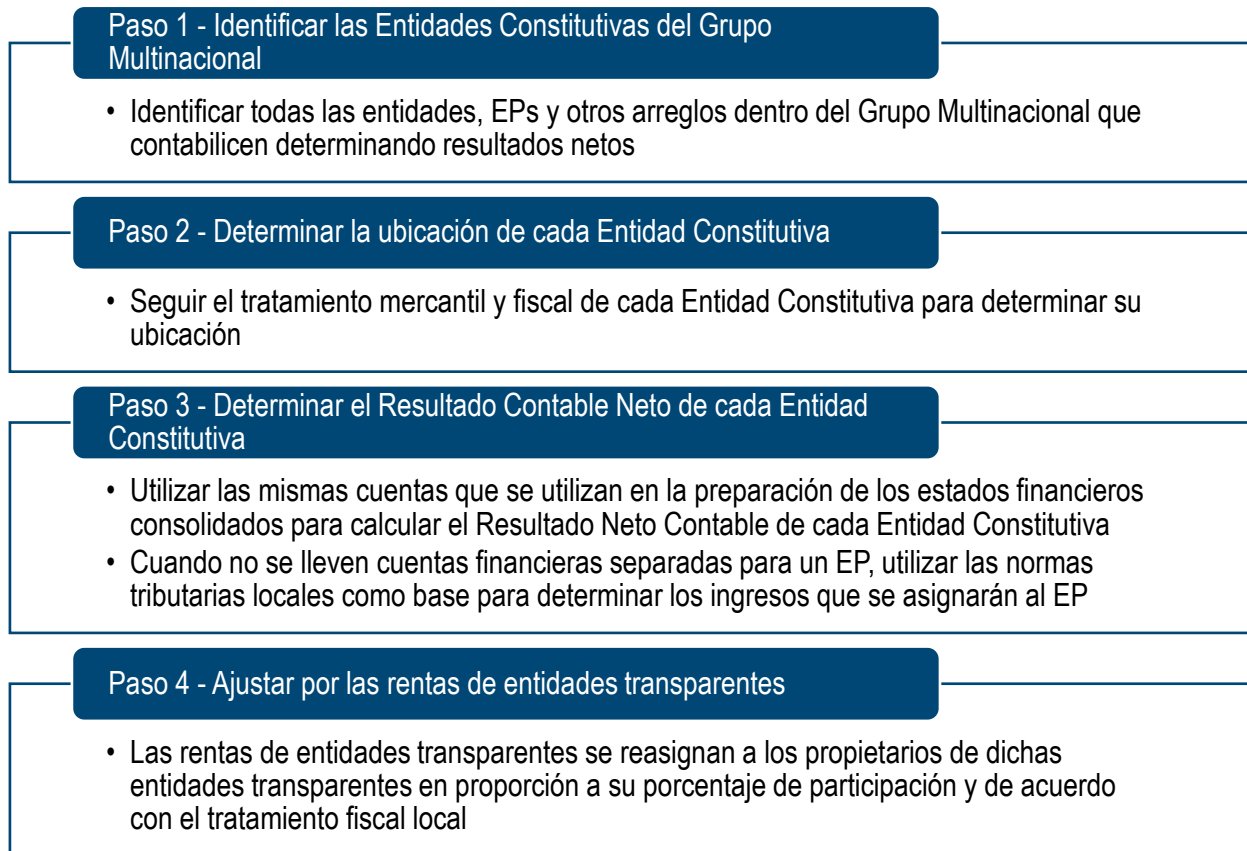 Paso 1 - Identificar las Entidades Constitutivas del Grupo
Multinacional
• Identificar todas las entidades, EPs y otros arreglos dentro del Grupo Multinacional que
contabilicen determinando resultados netos
Paso 2 - Determinar la ubicación de cada Entidad Constitutiva
• Seguir el tratamiento mercantil y fiscal de cada Entidad Constitutiva para determinar su
ubicación
Paso 3 - Determinar el Resultado Contable Neto de cada Entidad
Constitutiva
• Utilizar las mismas cuentas que se utilizan en la preparación de los estados financieros
consolidados para calcular el Resultado Neto Contable de cada Entidad Constitutiva
• Cuando no se lleven cuentas financieras separadas para un EP, utilizar las normas
tributarias locales como base para determinar los ingresos que se asignarán al EP
Paso 4 - Ajustar por las rentas de entidades transparentes
• Las rentas de entidades transparentes se reasignan a los propietarios de dichas
entidades transparentes en proporción a su porcentaje de participación y de acuerdo
con el tratamiento fiscal local